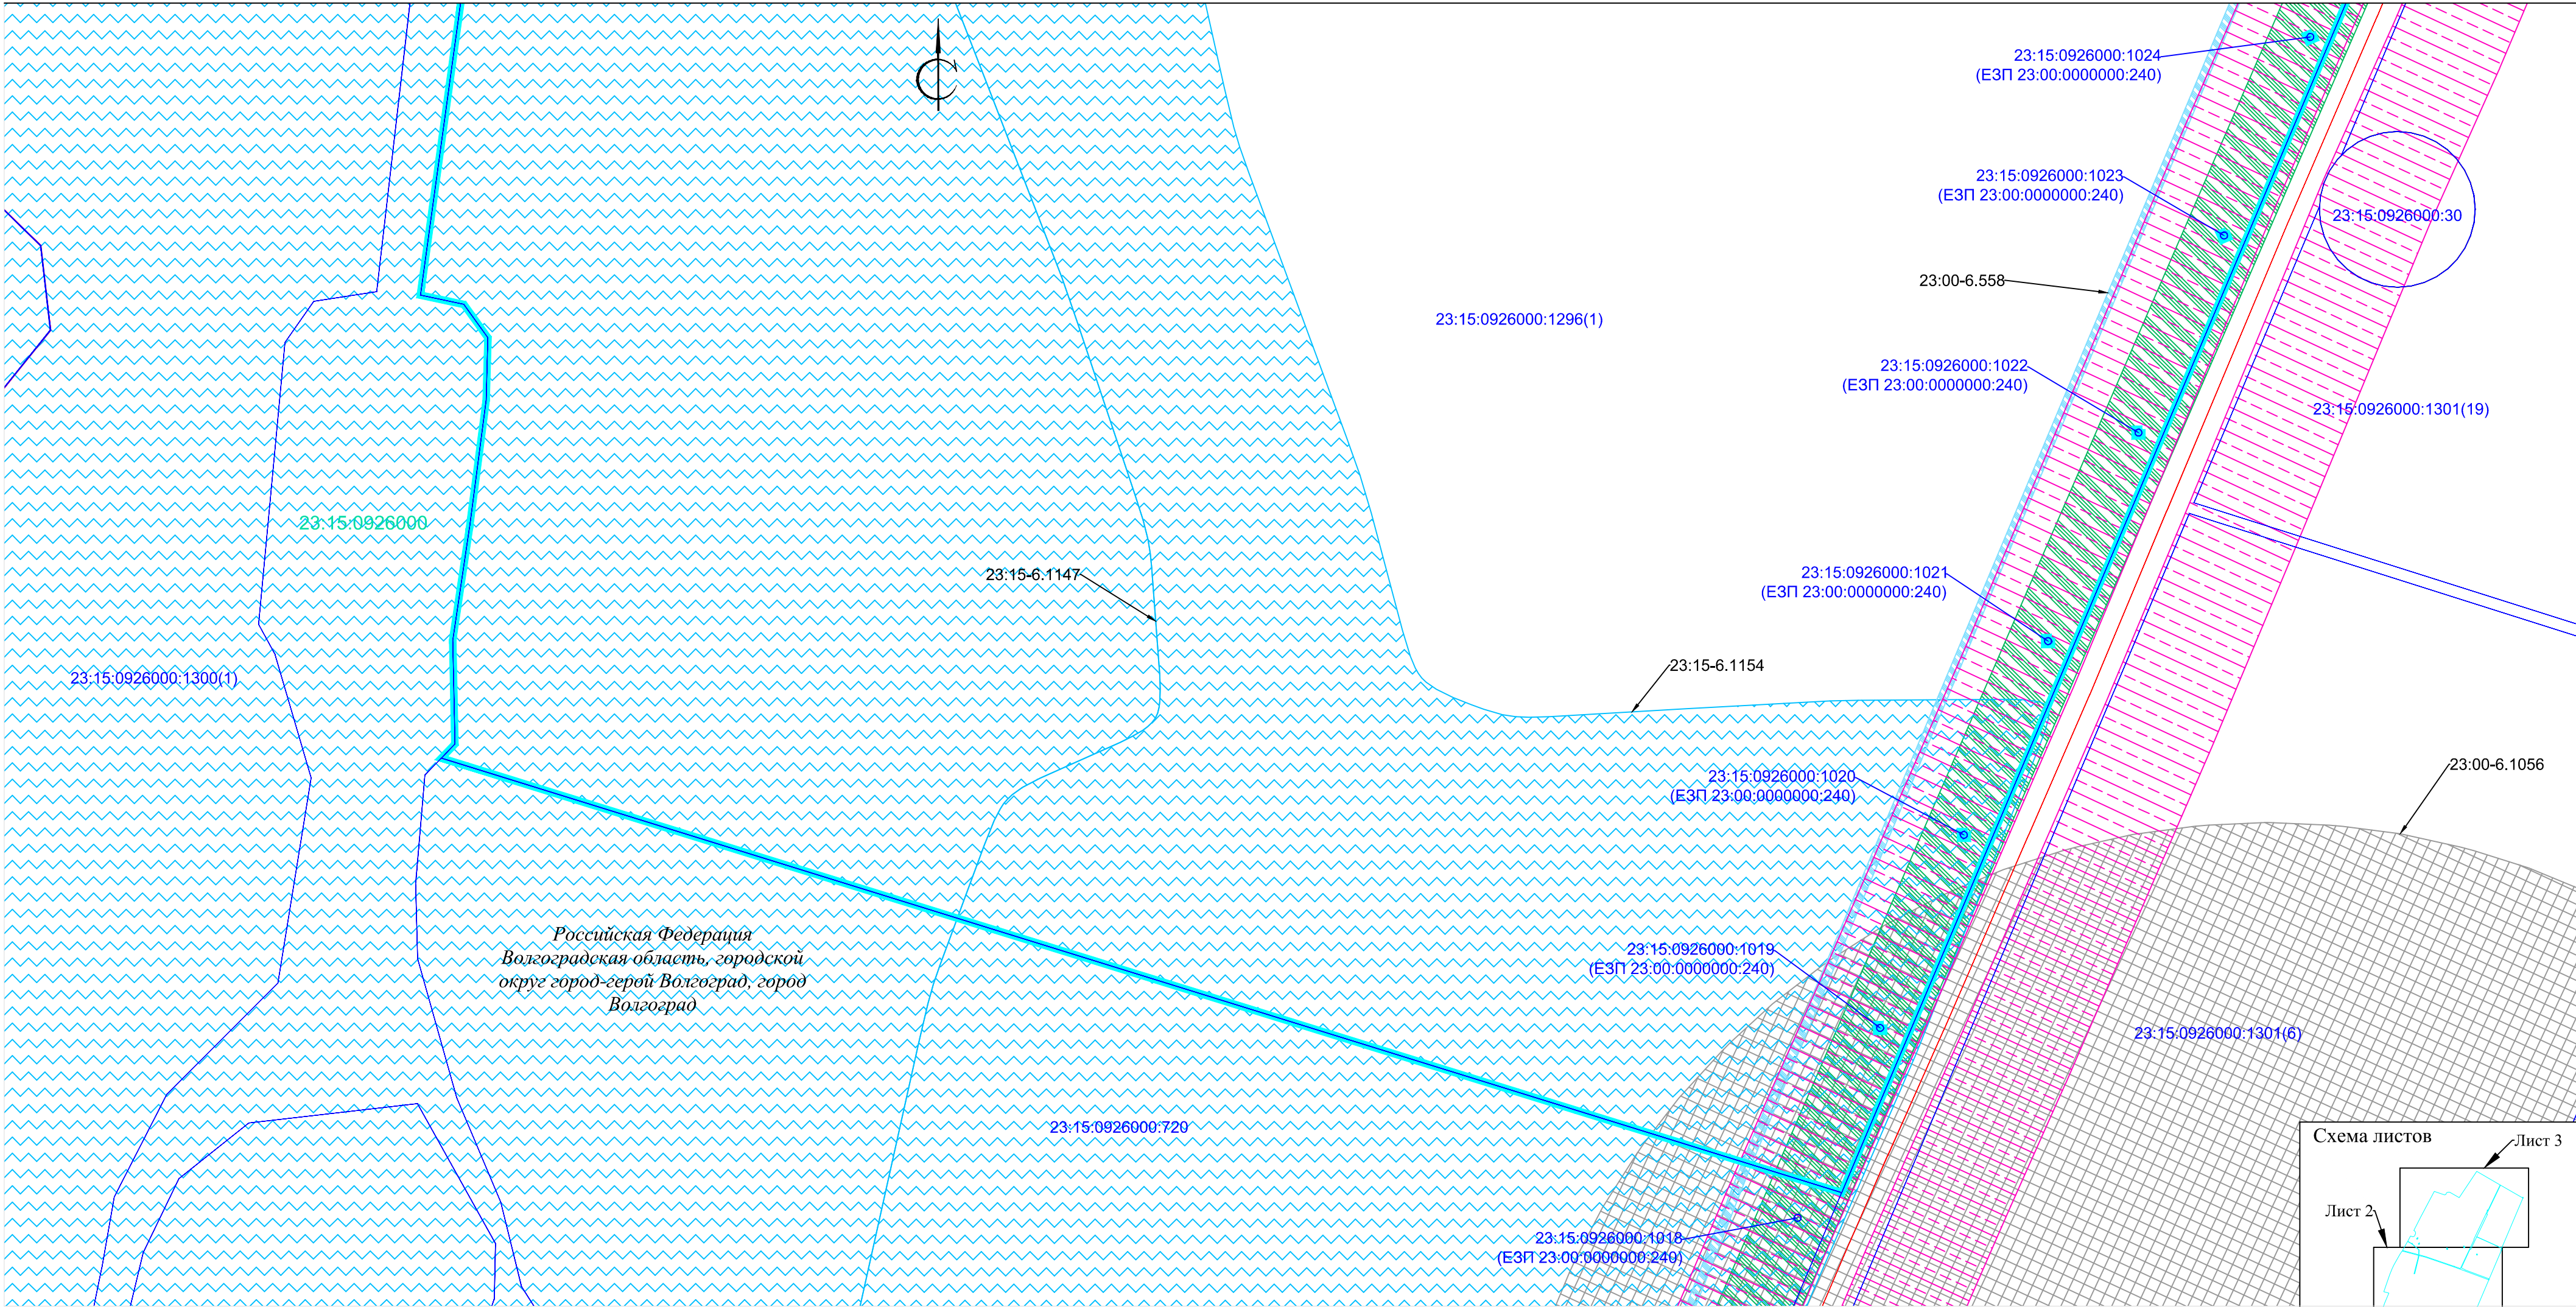 23:15:0926000:1024
(ЕЗП 23:00:0000000:240)
23:15:0926000:1023
(ЕЗП 23:00:0000000:240)
23:15:0926000:30
23:00-6.558
23:15:0926000:1296(1)
23:15:0926000:1022
(ЕЗП 23:00:0000000:240)
23:15:0926000:1301(19)
23:15:0926000
23:15-6.1147
23:15:0926000:1021
(ЕЗП 23:00:0000000:240)
23:15:0926000:1300(1)
23:15-6.1154
23:15:0926000:1020
(ЕЗП 23:00:0000000:240)
23:00-6.1056
Российская Федерация
Волгоградская область, городской
округ город-герой Волгоград, город
Волгоград
23:15:0926000:1019
(ЕЗП 23:00:0000000:240)
23:15:0926000:1301(6)
23:15:0926000:720
Схема листов
Лист 3
Лист 2
23:15:0926000:1018
(ЕЗП 23:00:0000000:240)